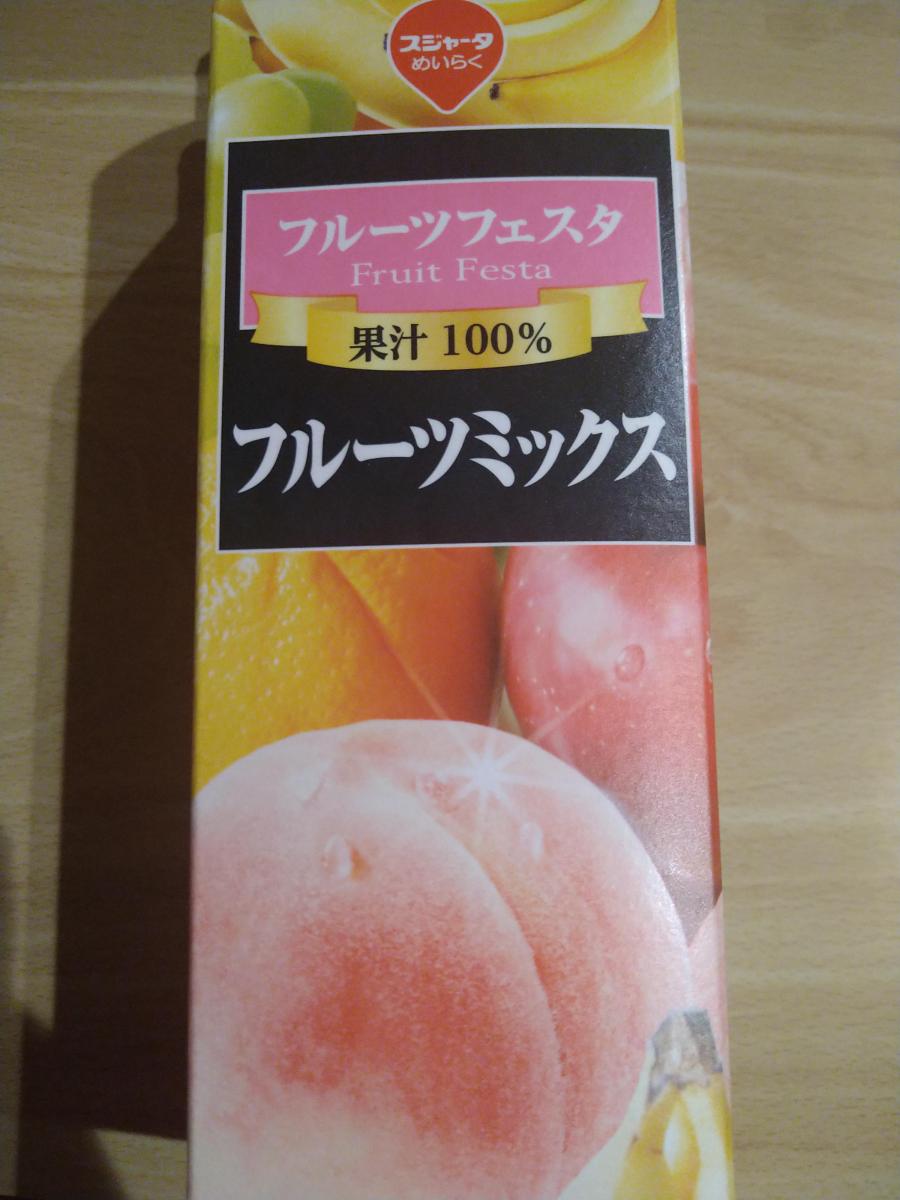 スジャータ
めいらく
フルーツフェスタ
Fruit Festa
果汁 100%
フルーツミックス